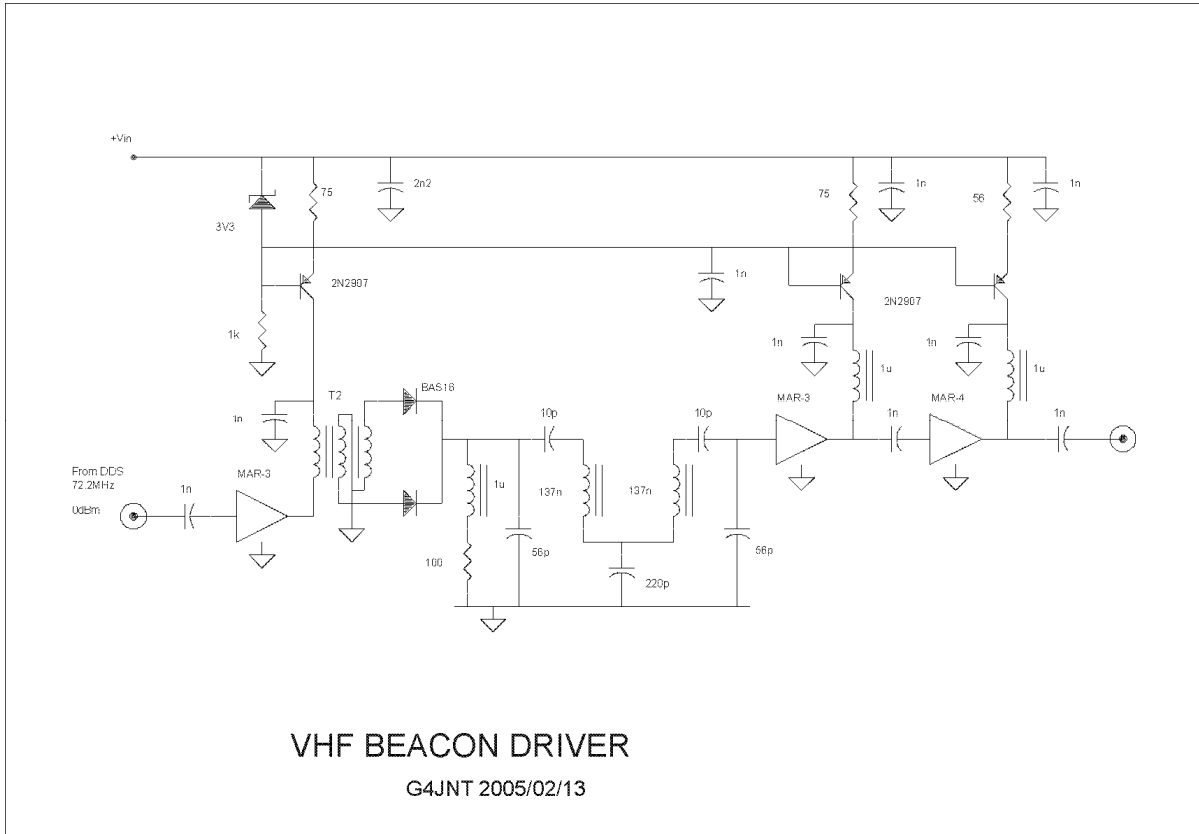 +Vin
75
2n2
75
1n
56
1n
3V3
1n
2N2907
2N2907
1k
1n
1n
1u
1u
T2
BAS16
1n
10p
10p
MAR-3
1n
MAR-4
1n
From DDS
72.2MHz
0dBm
1n
MAR-3
1u
137n
137n
100
56p
56p
220p
VHF BEACON DRIVER
G4JNT 2005/02/13